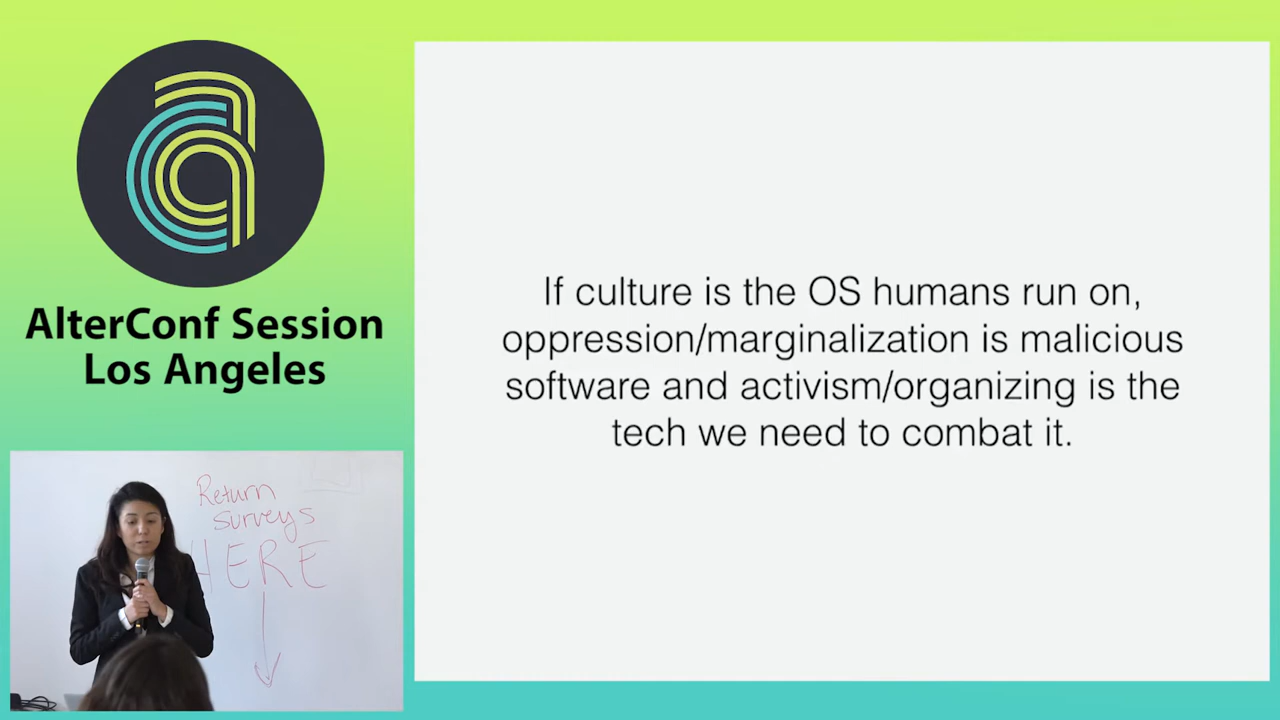 AlterConf Session
Los Angeles
If culture is the OS humans run on,
oppression/marginalization is malicious
software and activism/organizing is the
tech we need to combat it.
Return
surveys
HERE